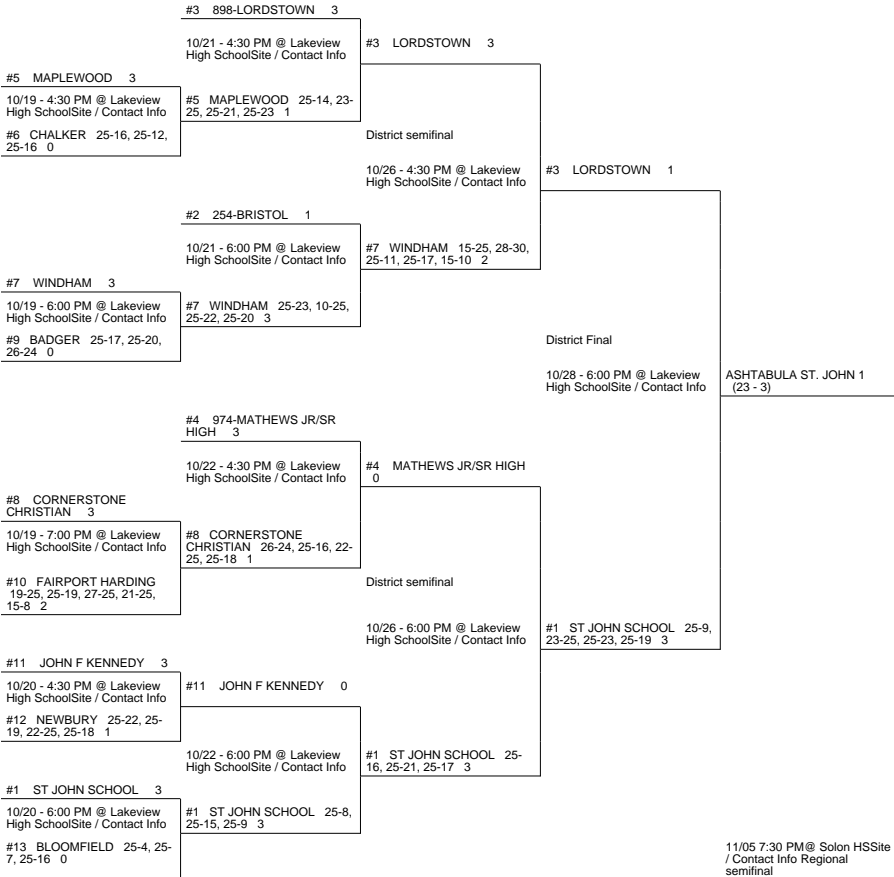 #3 898-LORDSTOWN 3
10/21 - 4:30 PM @ Lakeview
High SchoolSite / Contact Info
#3 LORDSTOWN 3
#5 MAPLEWOOD 3
10/19 - 4:30 PM @ Lakeview
High SchoolSite / Contact Info
#5 MAPLEWOOD 25-14, 23-
25, 25-21, 25-23 1
#6 CHALKER 25-16, 25-12,
25-16 0
District semifinal
10/26 - 4:30 PM @ Lakeview
High SchoolSite / Contact Info
#3 LORDSTOWN 1
#2 254-BRISTOL 1
10/21 - 6:00 PM @ Lakeview
High SchoolSite / Contact Info
#7 WINDHAM 15-25, 28-30,
25-11, 25-17, 15-10 2
#7 WINDHAM 3
10/19 - 6:00 PM @ Lakeview
High SchoolSite / Contact Info
#7 WINDHAM 25-23, 10-25,
25-22, 25-20 3
#9 BADGER 25-17, 25-20,
26-24 0
District Final
10/28 - 6:00 PM @ Lakeview
High SchoolSite / Contact Info
ASHTABULA ST. JOHN 1
(23 - 3)
#4 974-MATHEWS JR/SR
HIGH 3
10/22 - 4:30 PM @ Lakeview
High SchoolSite / Contact Info
#4 MATHEWS JR/SR HIGH
0
#8 CORNERSTONE
CHRISTIAN 3
10/19 - 7:00 PM @ Lakeview
High SchoolSite / Contact Info
#8 CORNERSTONE
CHRISTIAN 26-24, 25-16, 22-
25, 25-18 1
#10 FAIRPORT HARDING
19-25, 25-19, 27-25, 21-25,
15-8 2
District semifinal
10/26 - 6:00 PM @ Lakeview
High SchoolSite / Contact Info
#1 ST JOHN SCHOOL 25-9,
23-25, 25-23, 25-19 3
#11 JOHN F KENNEDY 3
10/20 - 4:30 PM @ Lakeview
High SchoolSite / Contact Info
#11 JOHN F KENNEDY 0
#12 NEWBURY 25-22, 25-
19, 22-25, 25-18 1
10/22 - 6:00 PM @ Lakeview
High SchoolSite / Contact Info
#1 ST JOHN SCHOOL 25-
16, 25-21, 25-17 3
#1 ST JOHN SCHOOL 3
10/20 - 6:00 PM @ Lakeview
High SchoolSite / Contact Info
#1 ST JOHN SCHOOL 25-8,
25-15, 25-9 3
#13 BLOOMFIELD 25-4, 25-
7, 25-16 0
11/05 7:30 PM@ Solon HSSite
/ Contact Info Regional
semifinal